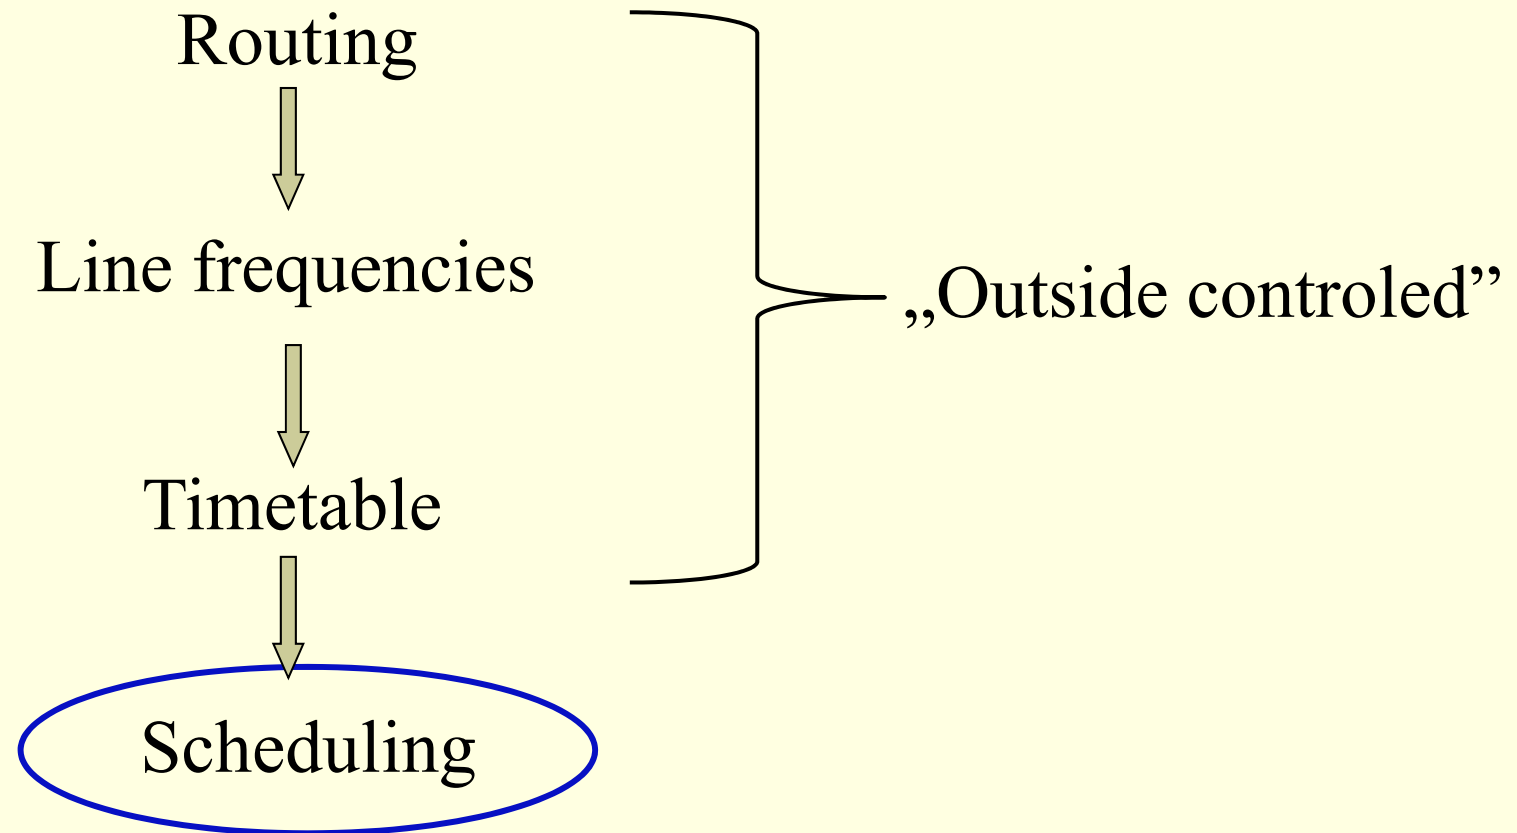 Routing
Line frequencies
„Outside controled”
Timetable
Scheduling